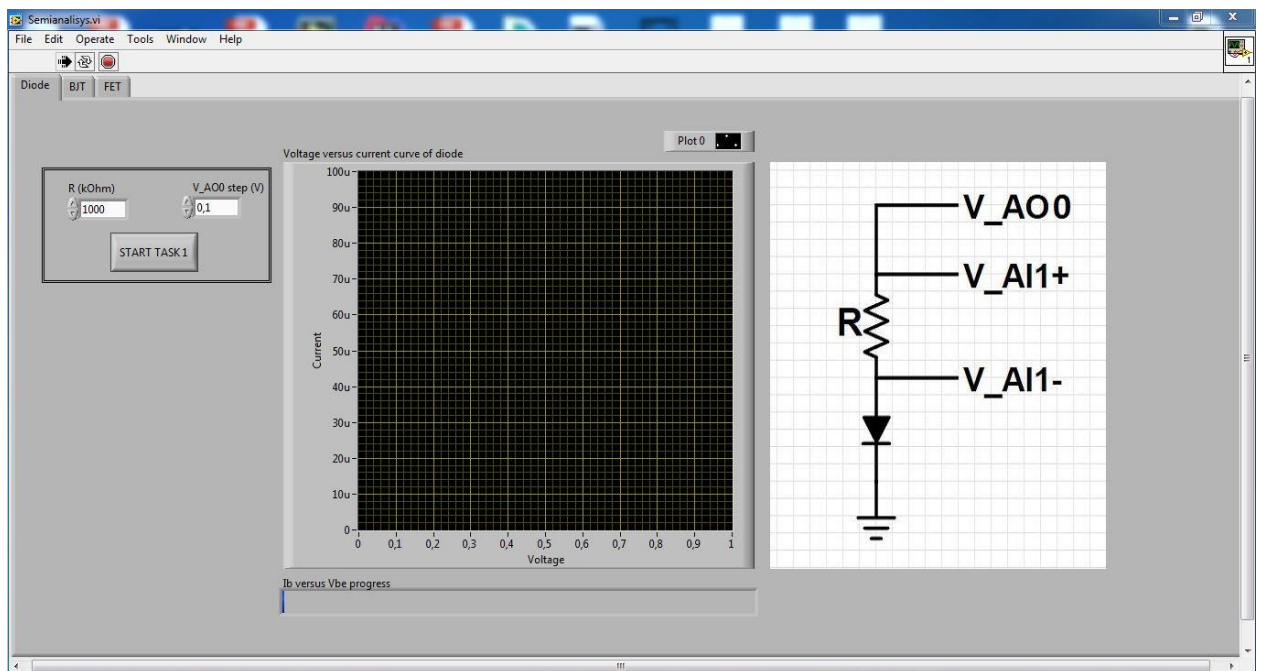 Semianalisys.vi
File Edit Operate Tools Window Help
1
Diode BJT FET
Plot 0
Voltage versus current curve of diode
R (kOhm) V_AO0 step (V)
1000 0,1
START TASK 1
100u
90u
80u
70u
60u
50u
40u
30u
20u
10u
0
Current
0 0,1 0,2 0,3 0,4 0,5 0,6 0,7 0,8 0,9 1
Voltage
V_AO0
V_AI1+
R
V_AI1-
Ib versus Vbe progress